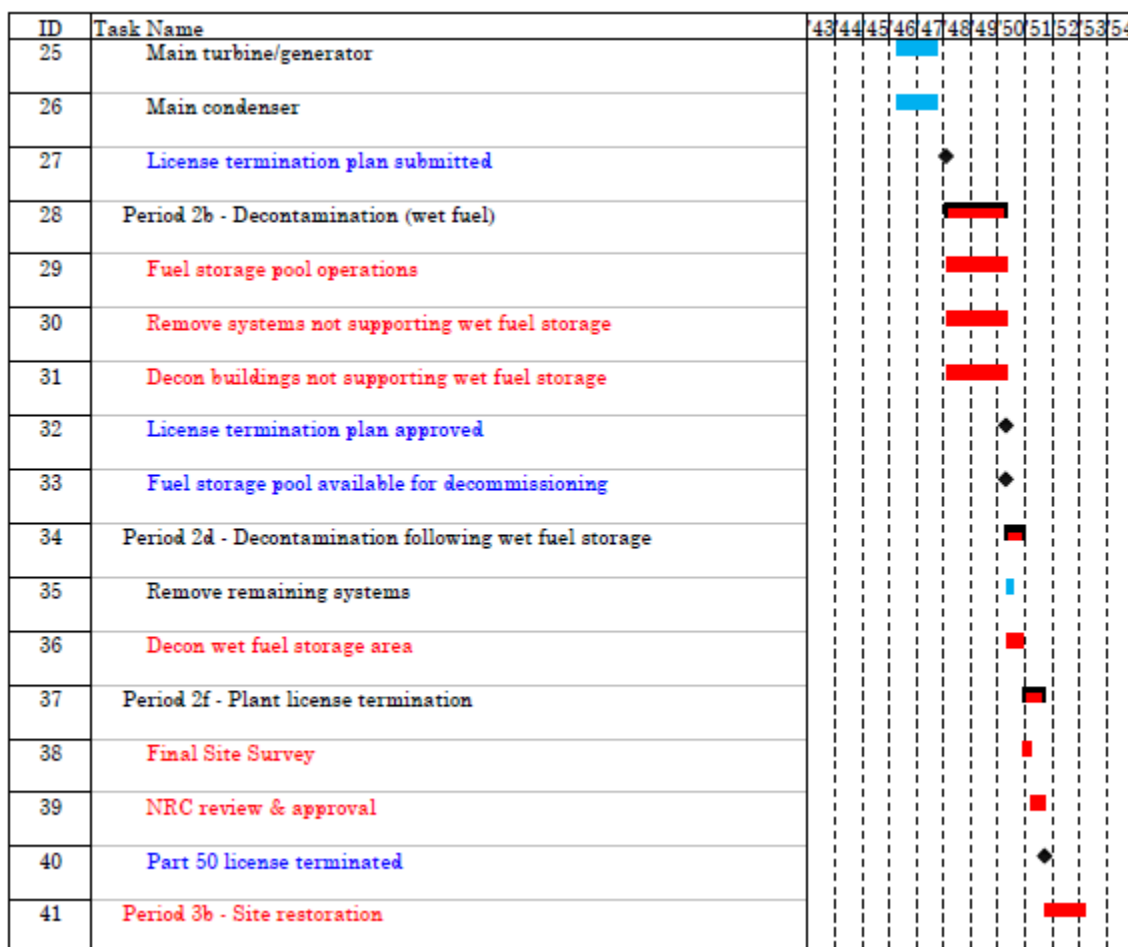 ID Task Name '43 '44 '45 '46 '47 '48 '49 '50 '51 '52 '53 '54
25 Main turbine/generator
26 Main condenser
27 License termination plan submitted
28 Period 2b - Decontamination (wet fuel)
29 Fuel storage pool operations
30 Remove systems not supporting wet fuel storage
31 Decon buildings not supporting wet fuel storage
32 License termination plan approved
33 Fuel storage pool available for decommissioning
34 Period 2d - Decontamination following wet fuel storage
35 Remove remaining systems
36 Decon wet fuel storage area
37 Period 2f - Plant license termination
38 Final Site Survey
39 NRC review & approval
40 Part 50 license terminated
41 Period 3b - Site restoration